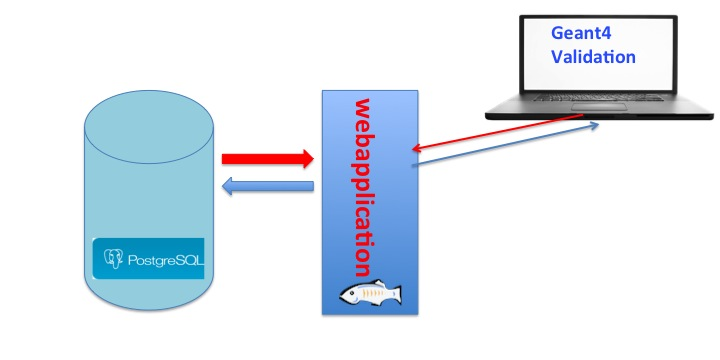 Geant4
Validation
webapplication
PostgreSQL